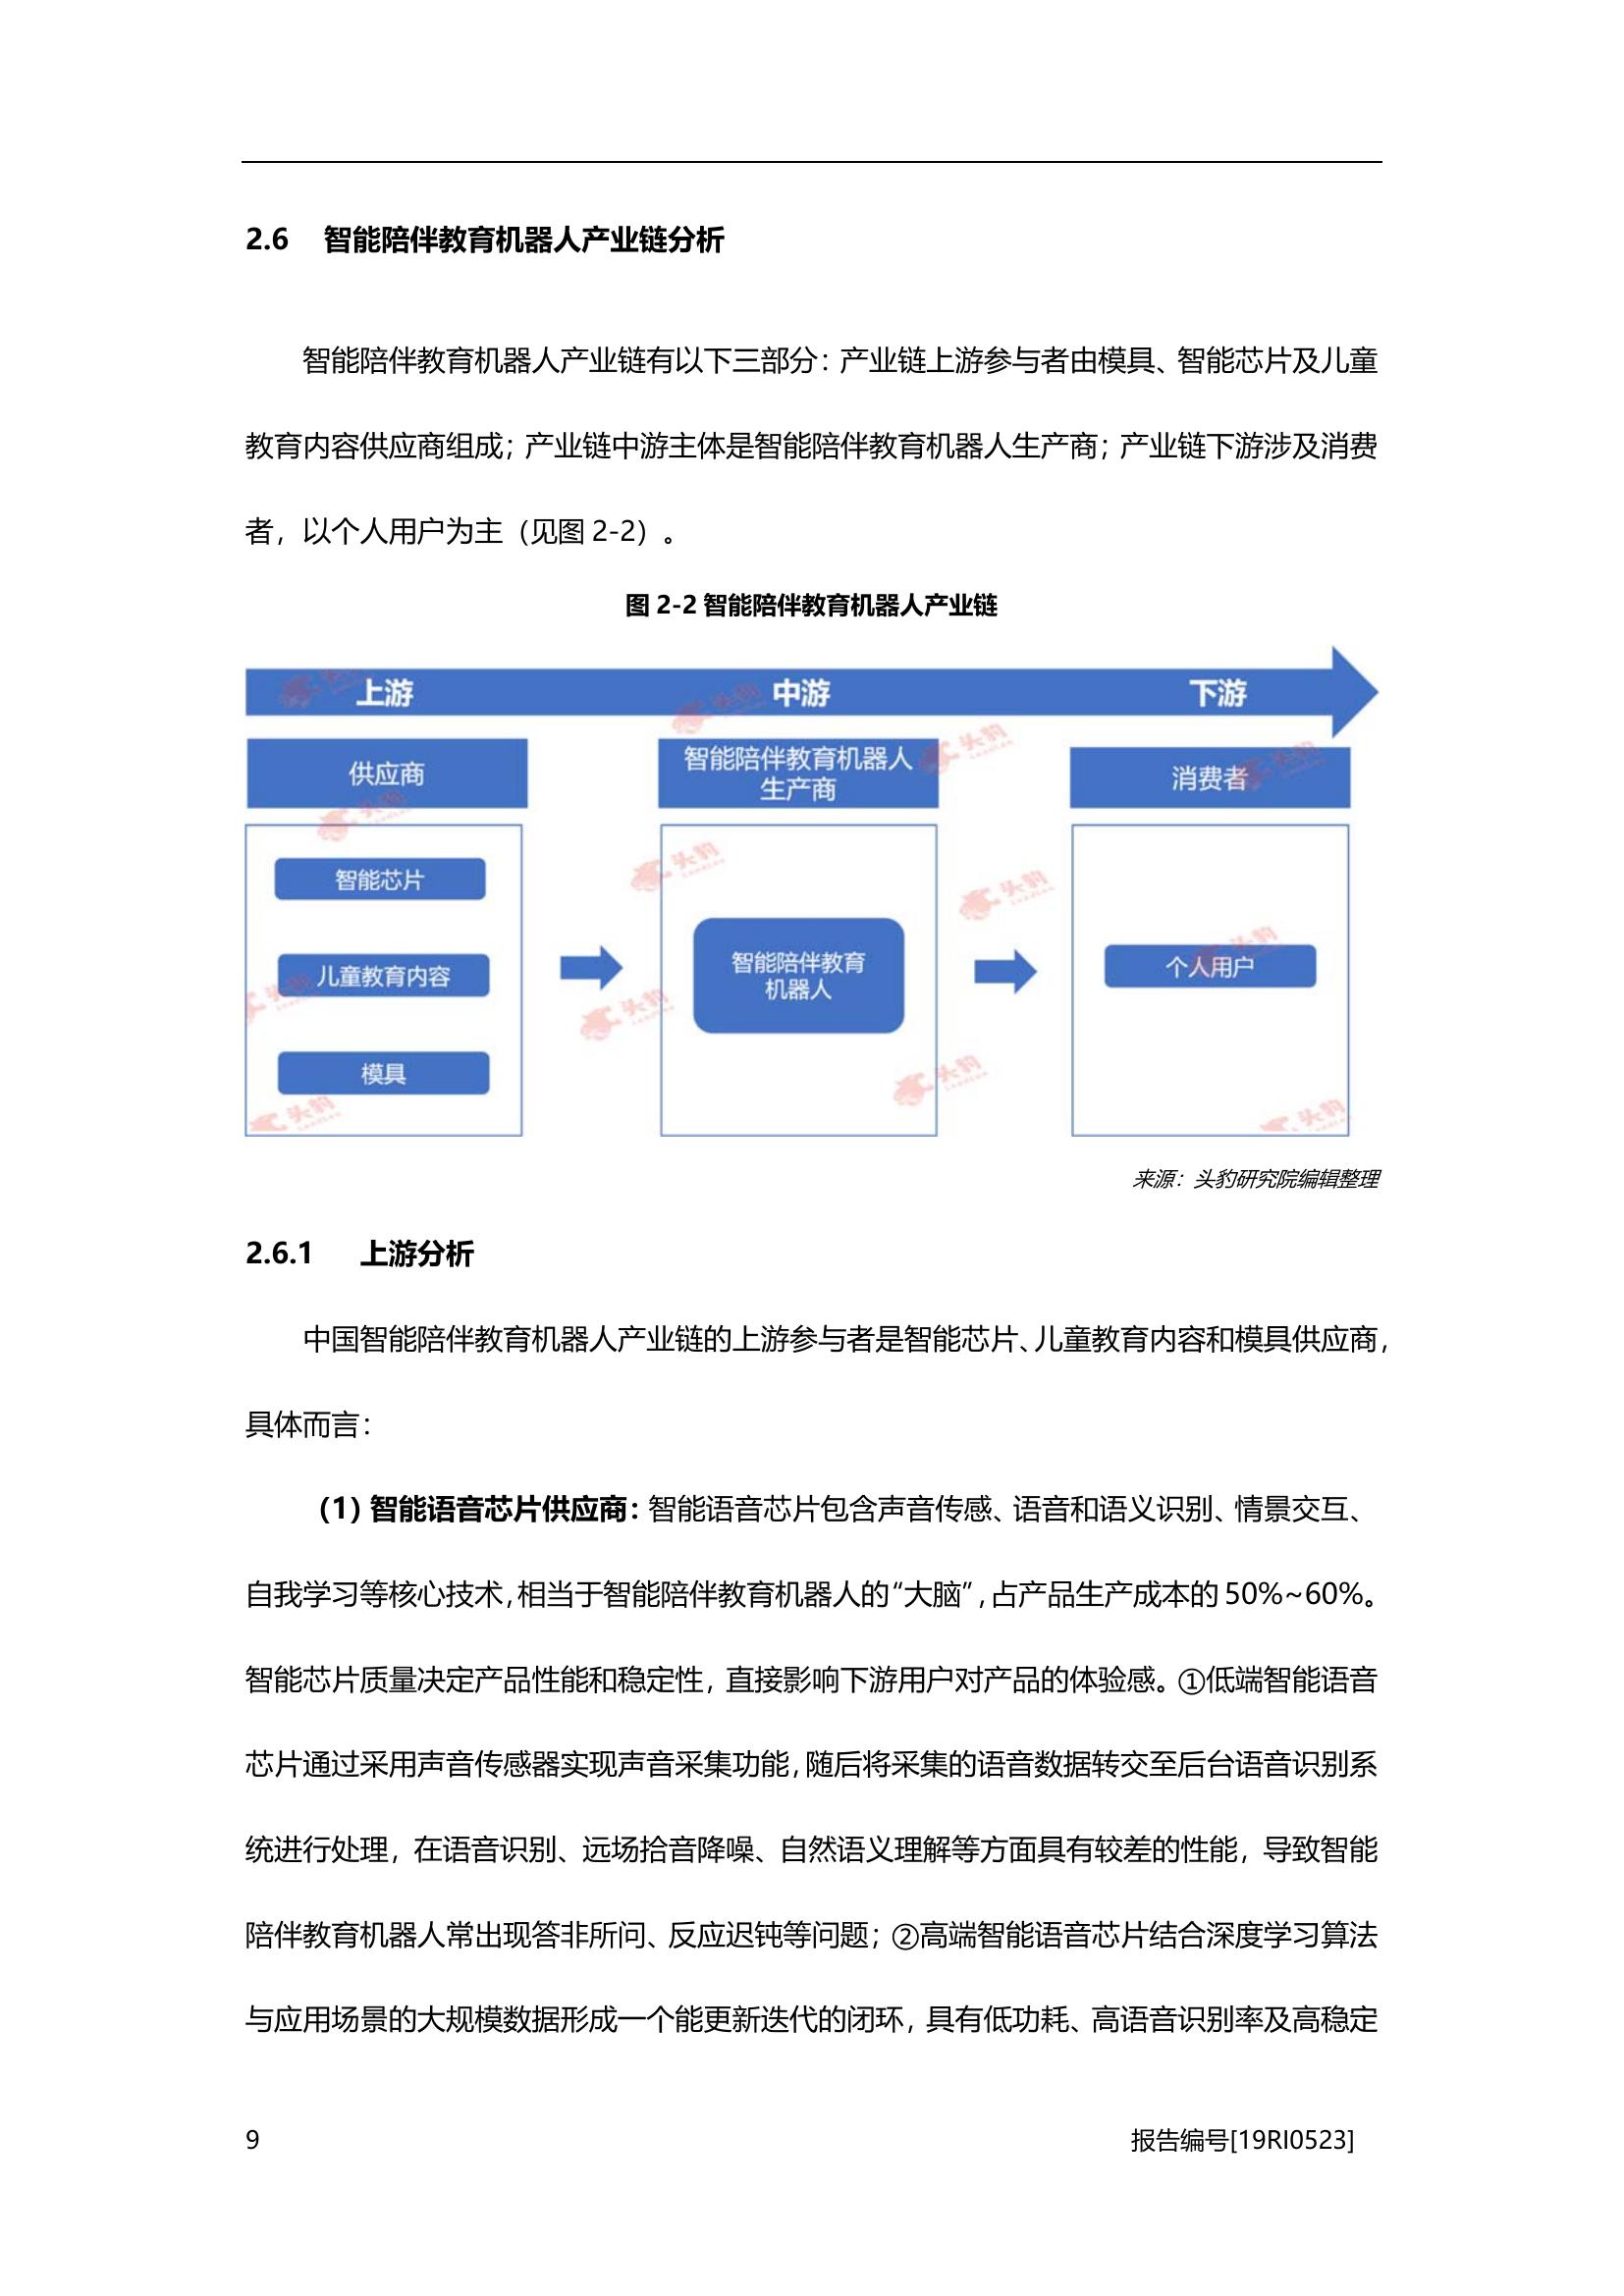 2.6 智能陪伴教育机器人产业链分析
智能陪伴教育机器人产业链有以下三部分：产业链上游参与者由模具、智能芯片及儿童
教育内容供应商组成；产业链中游主体是智能陪伴教育机器人生产商；产业链下游涉及消费
者，以个人用户为主（见图 2-2）。
图 2-2 智能陪伴教育机器人产业链
上游 中游 下游
供应商
智能陪伴教育机器人
生产商
消费者
智能芯片
儿童教育内容
模具
智能陪伴教育
机器人
个人用户
来源：头豹研究院编辑整理
2.6.1 上游分析
中国智能陪伴教育机器人产业链的上游参与者是智能芯片、儿童教育内容和模具供应商，
具体而言：
（1）智能语音芯片供应商：智能语音芯片包含声音传感、语音和语义识别、情景交互、
自我学习等核心技术，相当于智能陪伴教育机器人的“大脑”，占产品生产成本的 50%~60%。
智能芯片质量决定产品性能和稳定性，直接影响下游用户对产品的体验感。①低端智能语音
芯片通过采用声音传感器实现声音采集功能，随后将采集的语音数据转交至后台语音识别系
统进行处理，在语音识别、远场拾音降噪、自然语义理解等方面具有较差的性能，导致智能
陪伴教育机器人常出现答非所问、反应迟钝等问题；②高端智能语音芯片结合深度学习算法
与应用场景的大规模数据形成一个能更新迭代的闭环，具有低功耗、高语音识别率及高稳定
9 报告编号[19RI0523]